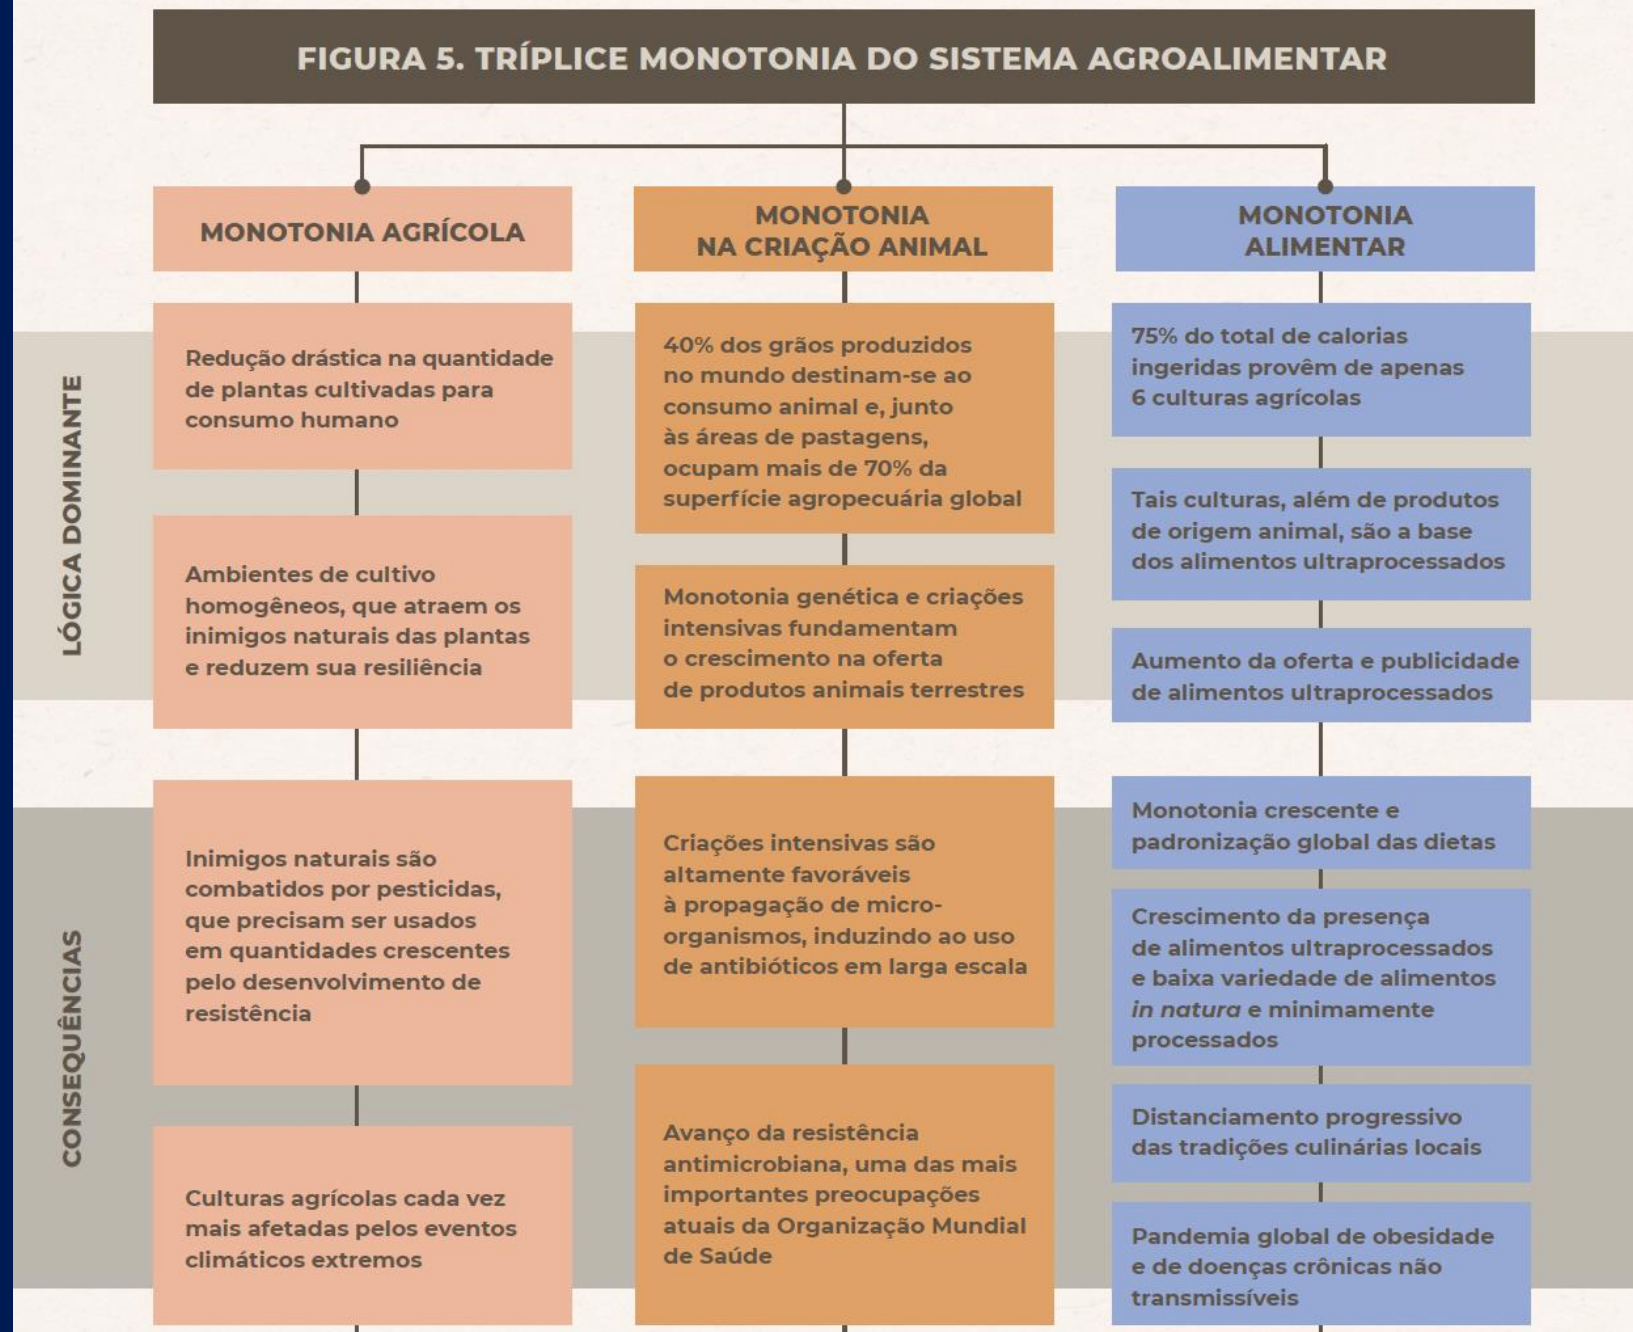 FIGURA 5. TRÍPLICE MONOTONIA DO SISTEMA AGROALIMENTAR
MONOTONIA AGRÍCOLA
MONOTONIA
NA CRIAÇÃO ANIMAL
MONOTONIA
ALIMENTAR
LÓGICA DOMINANTE
Redução drástica na quantidade
de plantas cultivadas para
consumo humano
Ambientes de cultivo
homogêneos, que atraem os
inimigos naturais das plantas
e reduzem sua resiliência
40% dos grãos produzidos
no mundo destinam-se ao
consumo animal e, junto
às áreas de pastagens,
ocupam mais de 70% da
superfície agropecuária global
Monotonia genética e criações
intensivas fundamentam
o crescimento na oferta
de produtos animais terrestres
75% do total de calorias
ingeridas provêm de apenas
6 culturas agrícolas
Tais culturas, além de produtos
de origem animal, são a base
dos alimentos ultraprocessados
Aumento da oferta e publicidade
de alimentos ultraprocessados
CONSEQUÊNCIAS
Inimigos naturais são
combatidos por pesticidas,
que precisam ser usados
em quantidades crescentes
pelo desenvolvimento de
resistência
Culturas agrícolas cada vez
mais afetadas pelos eventos
climáticos extremos
Criações intensivas são
altamente favoráveis
à propagação de micro-
organismos, induzindo ao uso
de antibióticos em larga escala
Avanço da resistência
antimicrobiana, uma das mais
importantes preocupações
atuais da Organização Mundial
de Saúde
Monotonia crescente e
padronização global das dietas
Crescimento da presença
de alimentos ultraprocessados
e baixa variedade de alimentos
in natura e minimamente
processados
Distanciamento progressivo
das tradições culinárias locais
Pandemia global de obesidade
e de doenças crônicas não
transmissíveis